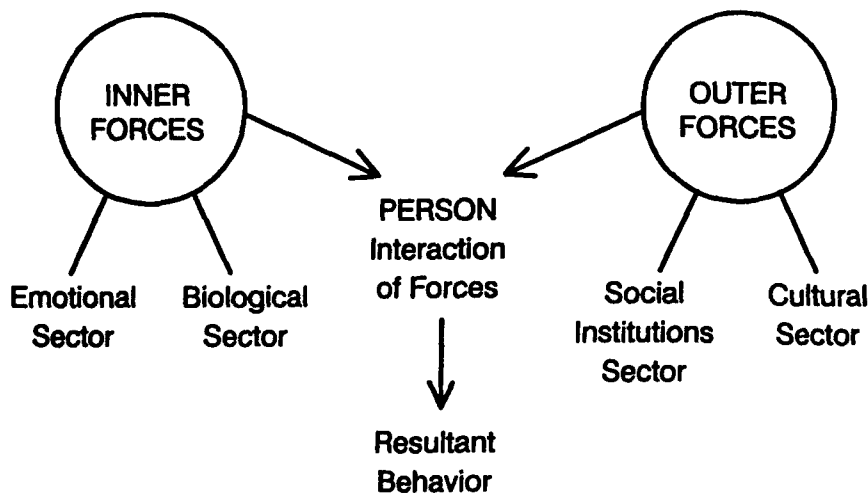 INNER
FORCES
OUTER
FORCES
PERSON
Interaction
of Forces
Emotional
Sector
Biological
Sector
Social
Institutions
Sector
Cultural
Sector
Resultant
Behavior